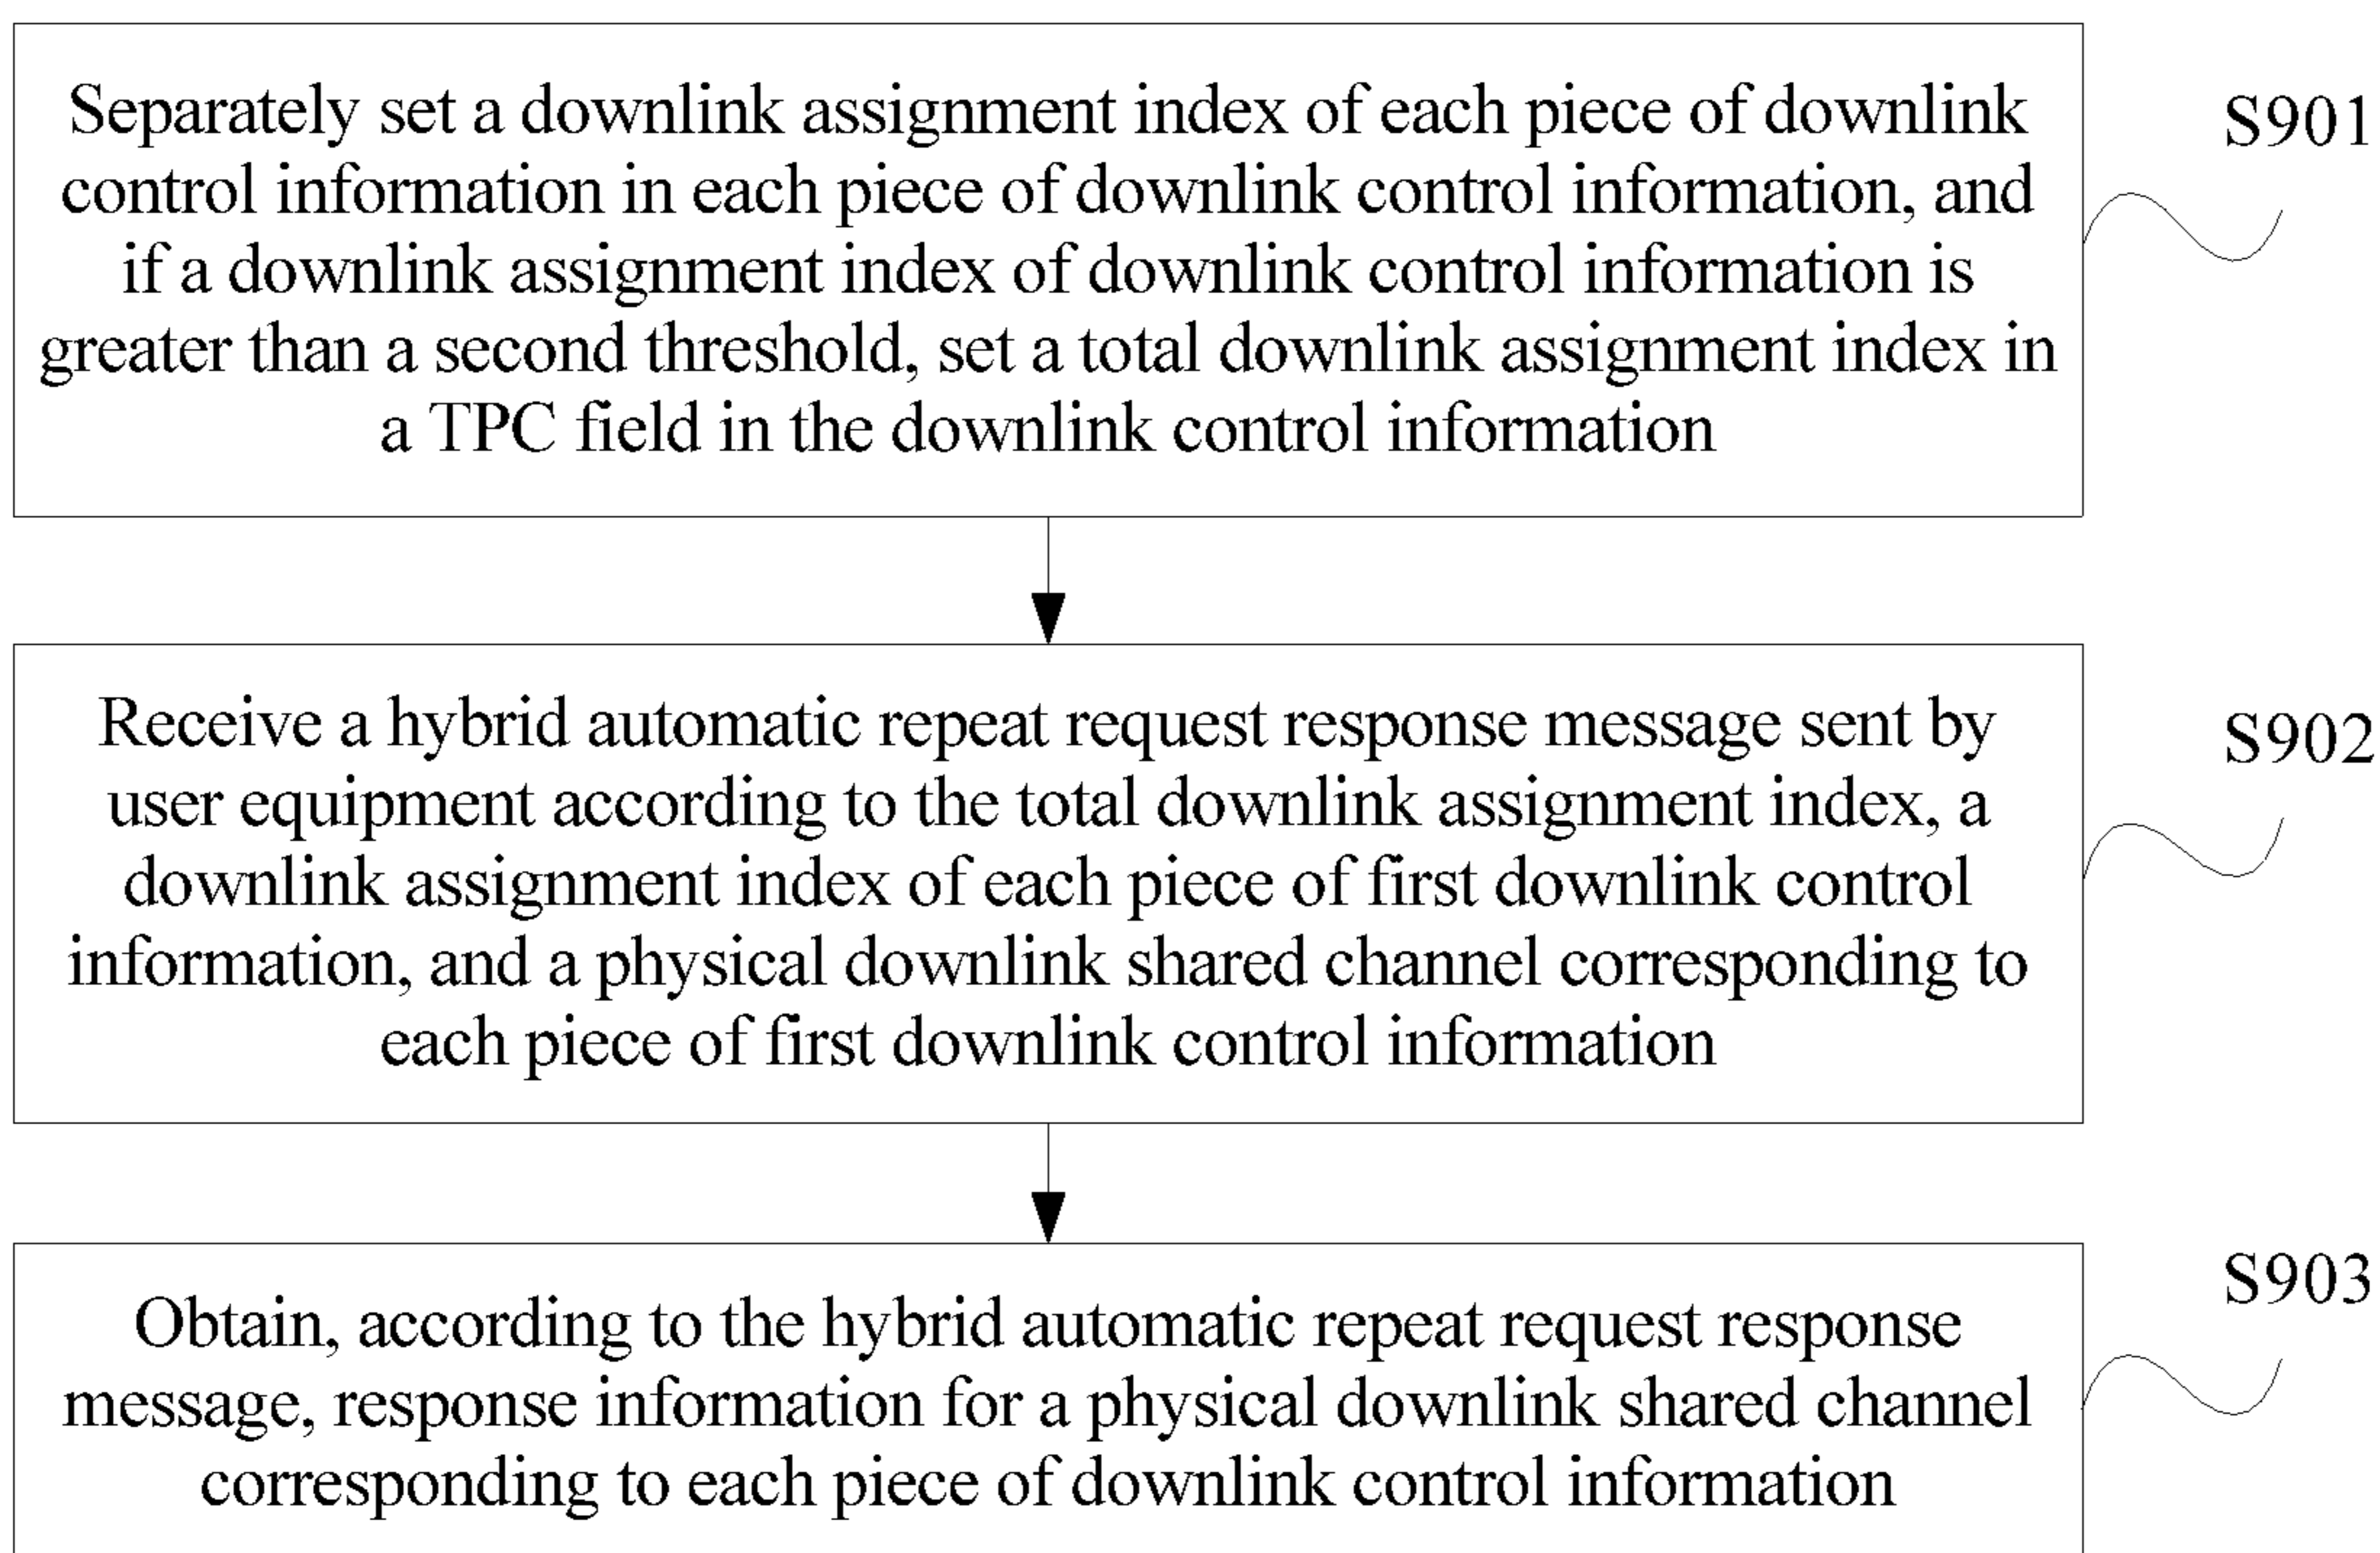 Separately set a downlink assignment index of each piece of downlink
control information in each piece of downlink control information, and
if a downlink assignment index of downlink control information is
greater than a second threshold, set a total downlink assignment index in
a TPC field in the downlink control information
S901
Receive a hybrid automatic repeat request response message sent by
user equipment according to the total downlink assignment index, a
downlink assignment index of each piece of first downlink control
information, and a physical downlink shared channel corresponding to
each piece of first downlink control information
S902
Obtain, according to the hybrid automatic repeat request response
message, response information for a physical downlink shared channel
corresponding to each piece of downlink control information
S903